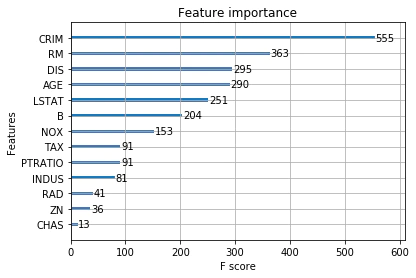 Feature importance
CRIM 555
RM 363
DIS 295
AGE 290
LSTAT 251
B 204
NOX 153
TAX 91
PTRATIO 91
INDUS 81
RAD 41
ZN 36
CHAS 13
Features
0 100 200 300 400 500 600
F score